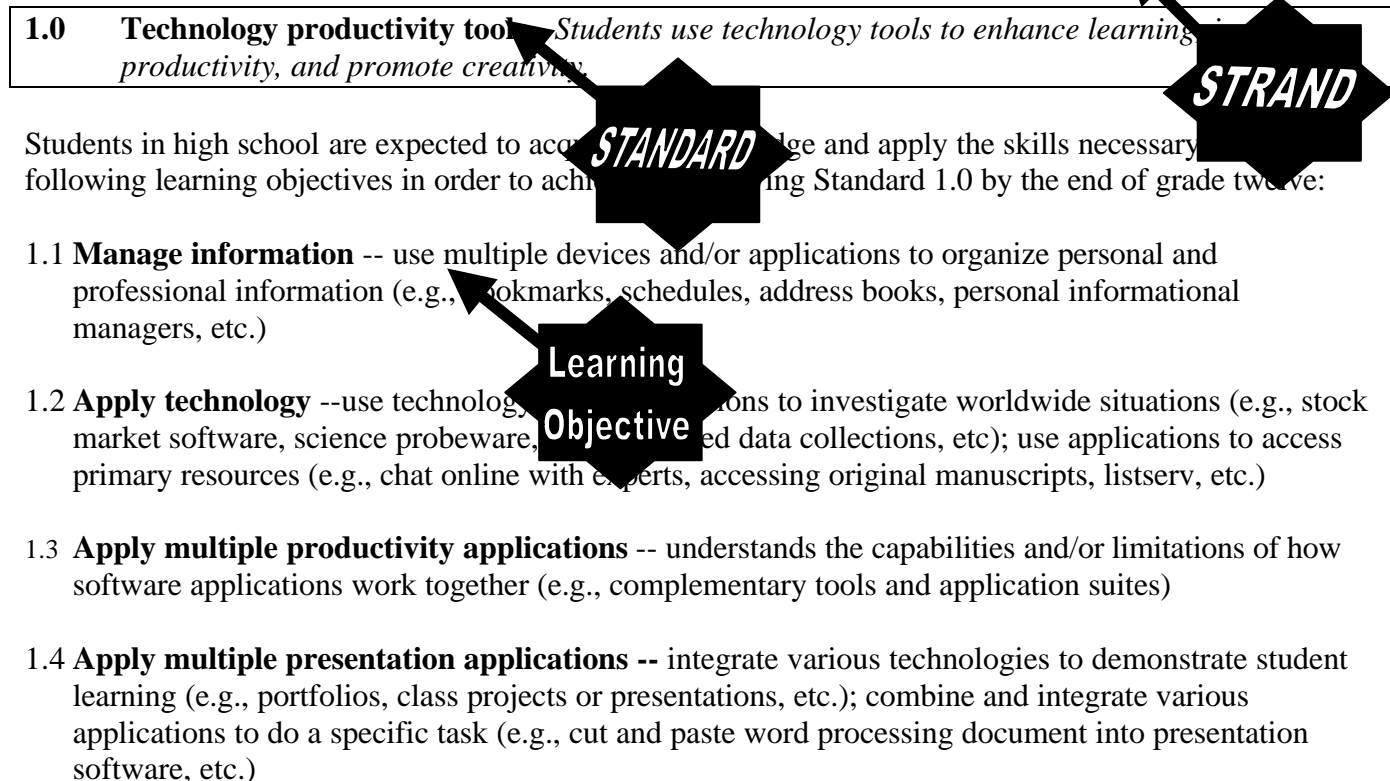 1.0 Technology productivity tool Students use technology tools to enhance learning,
productivity, and promote creativity.
STRAND
Students in high school are expected to STANDARD and apply the skills necessary
following learning objectives in order to Standard 1.0 by the end of grade twelve:
1.1 Manage information -- use multiple devices and/or applications to organize personal and
professional information (e.g., bookmarks, schedules, address books, personal informational
managers, etc.)
Learning
Objective
1.2 Apply technology --use technology to investigate worldwide situations (e.g., stock
market software, science probeware, data collections, etc); use applications to access
primary resources (e.g., chat online with experts, accessing original manuscripts, listserv, etc.)
1.3 Apply multiple productivity applications -- understands the capabilities and/or limitations of how
software applications work together (e.g., complementary tools and application suites)
1.4 Apply multiple presentation applications -- integrate various technologies to demonstrate student
learning (e.g., portfolios, class projects or presentations, etc.); combine and integrate various
applications to do a specific task (e.g., cut and paste word processing document into presentation
software, etc.)